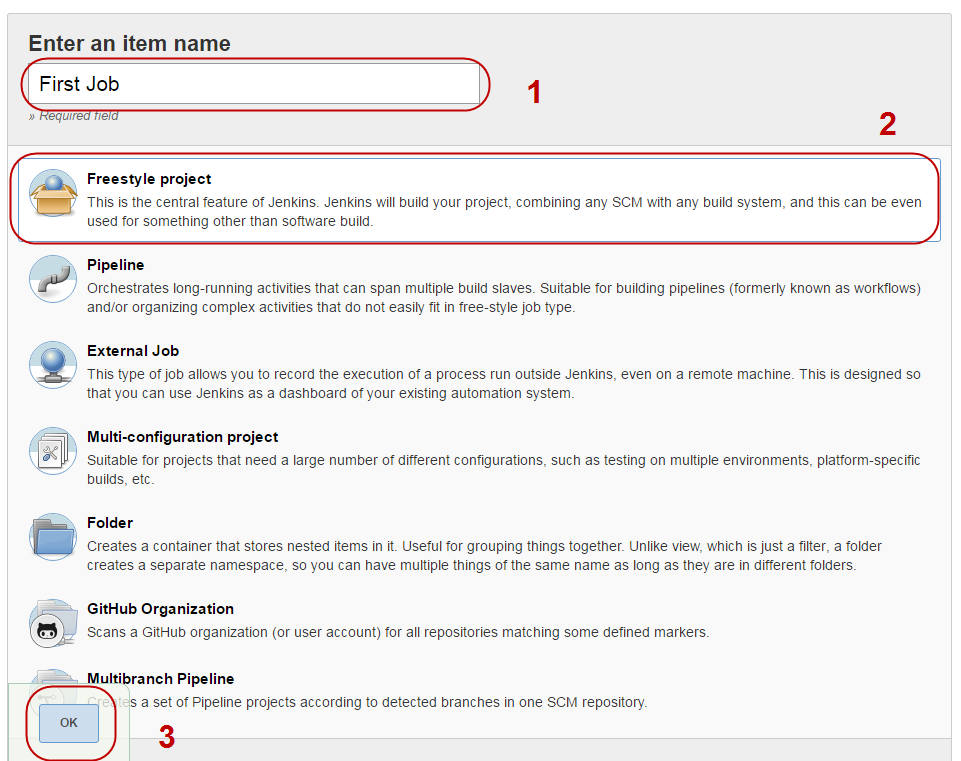 Enter an item name
First Job
1
» Required field
2
Freestyle project
This is the central feature of Jenkins. Jenkins will build your project, combining any SCM with any build system, and this can be even
used for something other than software build.
Pipeline
Orchestrates long-running activities that can span multiple build slaves. Suitable for building pipelines (formerly known as workflows)
and/or organizing complex activities that do not easily fit in free-style job type.
External Job
This type of job allows you to record the execution of a process run outside Jenkins, even on a remote machine. This is designed so
that you can use Jenkins as a dashboard of your existing automation system.
Multi-configuration project
Suitable for projects that need a large number of different configurations, such as testing on multiple environments, platform-specific
builds, etc.
Folder
Creates a container that stores nested items in it. Useful for grouping things together. Unlike view, which is just a filter, a folder
creates a separate namespace, so you can have multiple things of the same name as long as they are in different folders.
GitHub Organization
Scans a GitHub organization (or user account) for all repositories matching some defined markers.
Multibranch Pipeline
Creates a set of Pipeline projects according to detected branches in one SCM repository.
OK
3